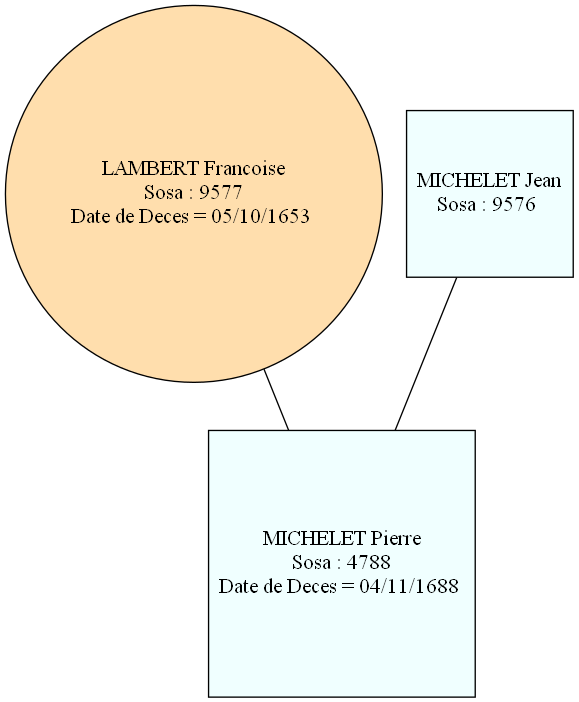 LAMBERT Francoise
Sosa : 9577
Date de Deces = 05/10/1653
MICHELET Jean
Sosa : 9576
MICHELET Pierre
Sosa : 4788
Date de Deces = 04/11/1688